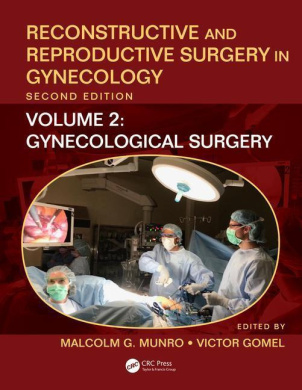 RECONSTRUCTIVE AND
REPRODUCTIVE SURGERY IN
GYNECOLOGY
SECOND EDITION
VOLUME 2:
GYNECOLOGICAL SURGERY
EDITED BY
MALCOLM G. MUNRO • VICTOR GOMEL
CRC Press
Taylor & Francis Group